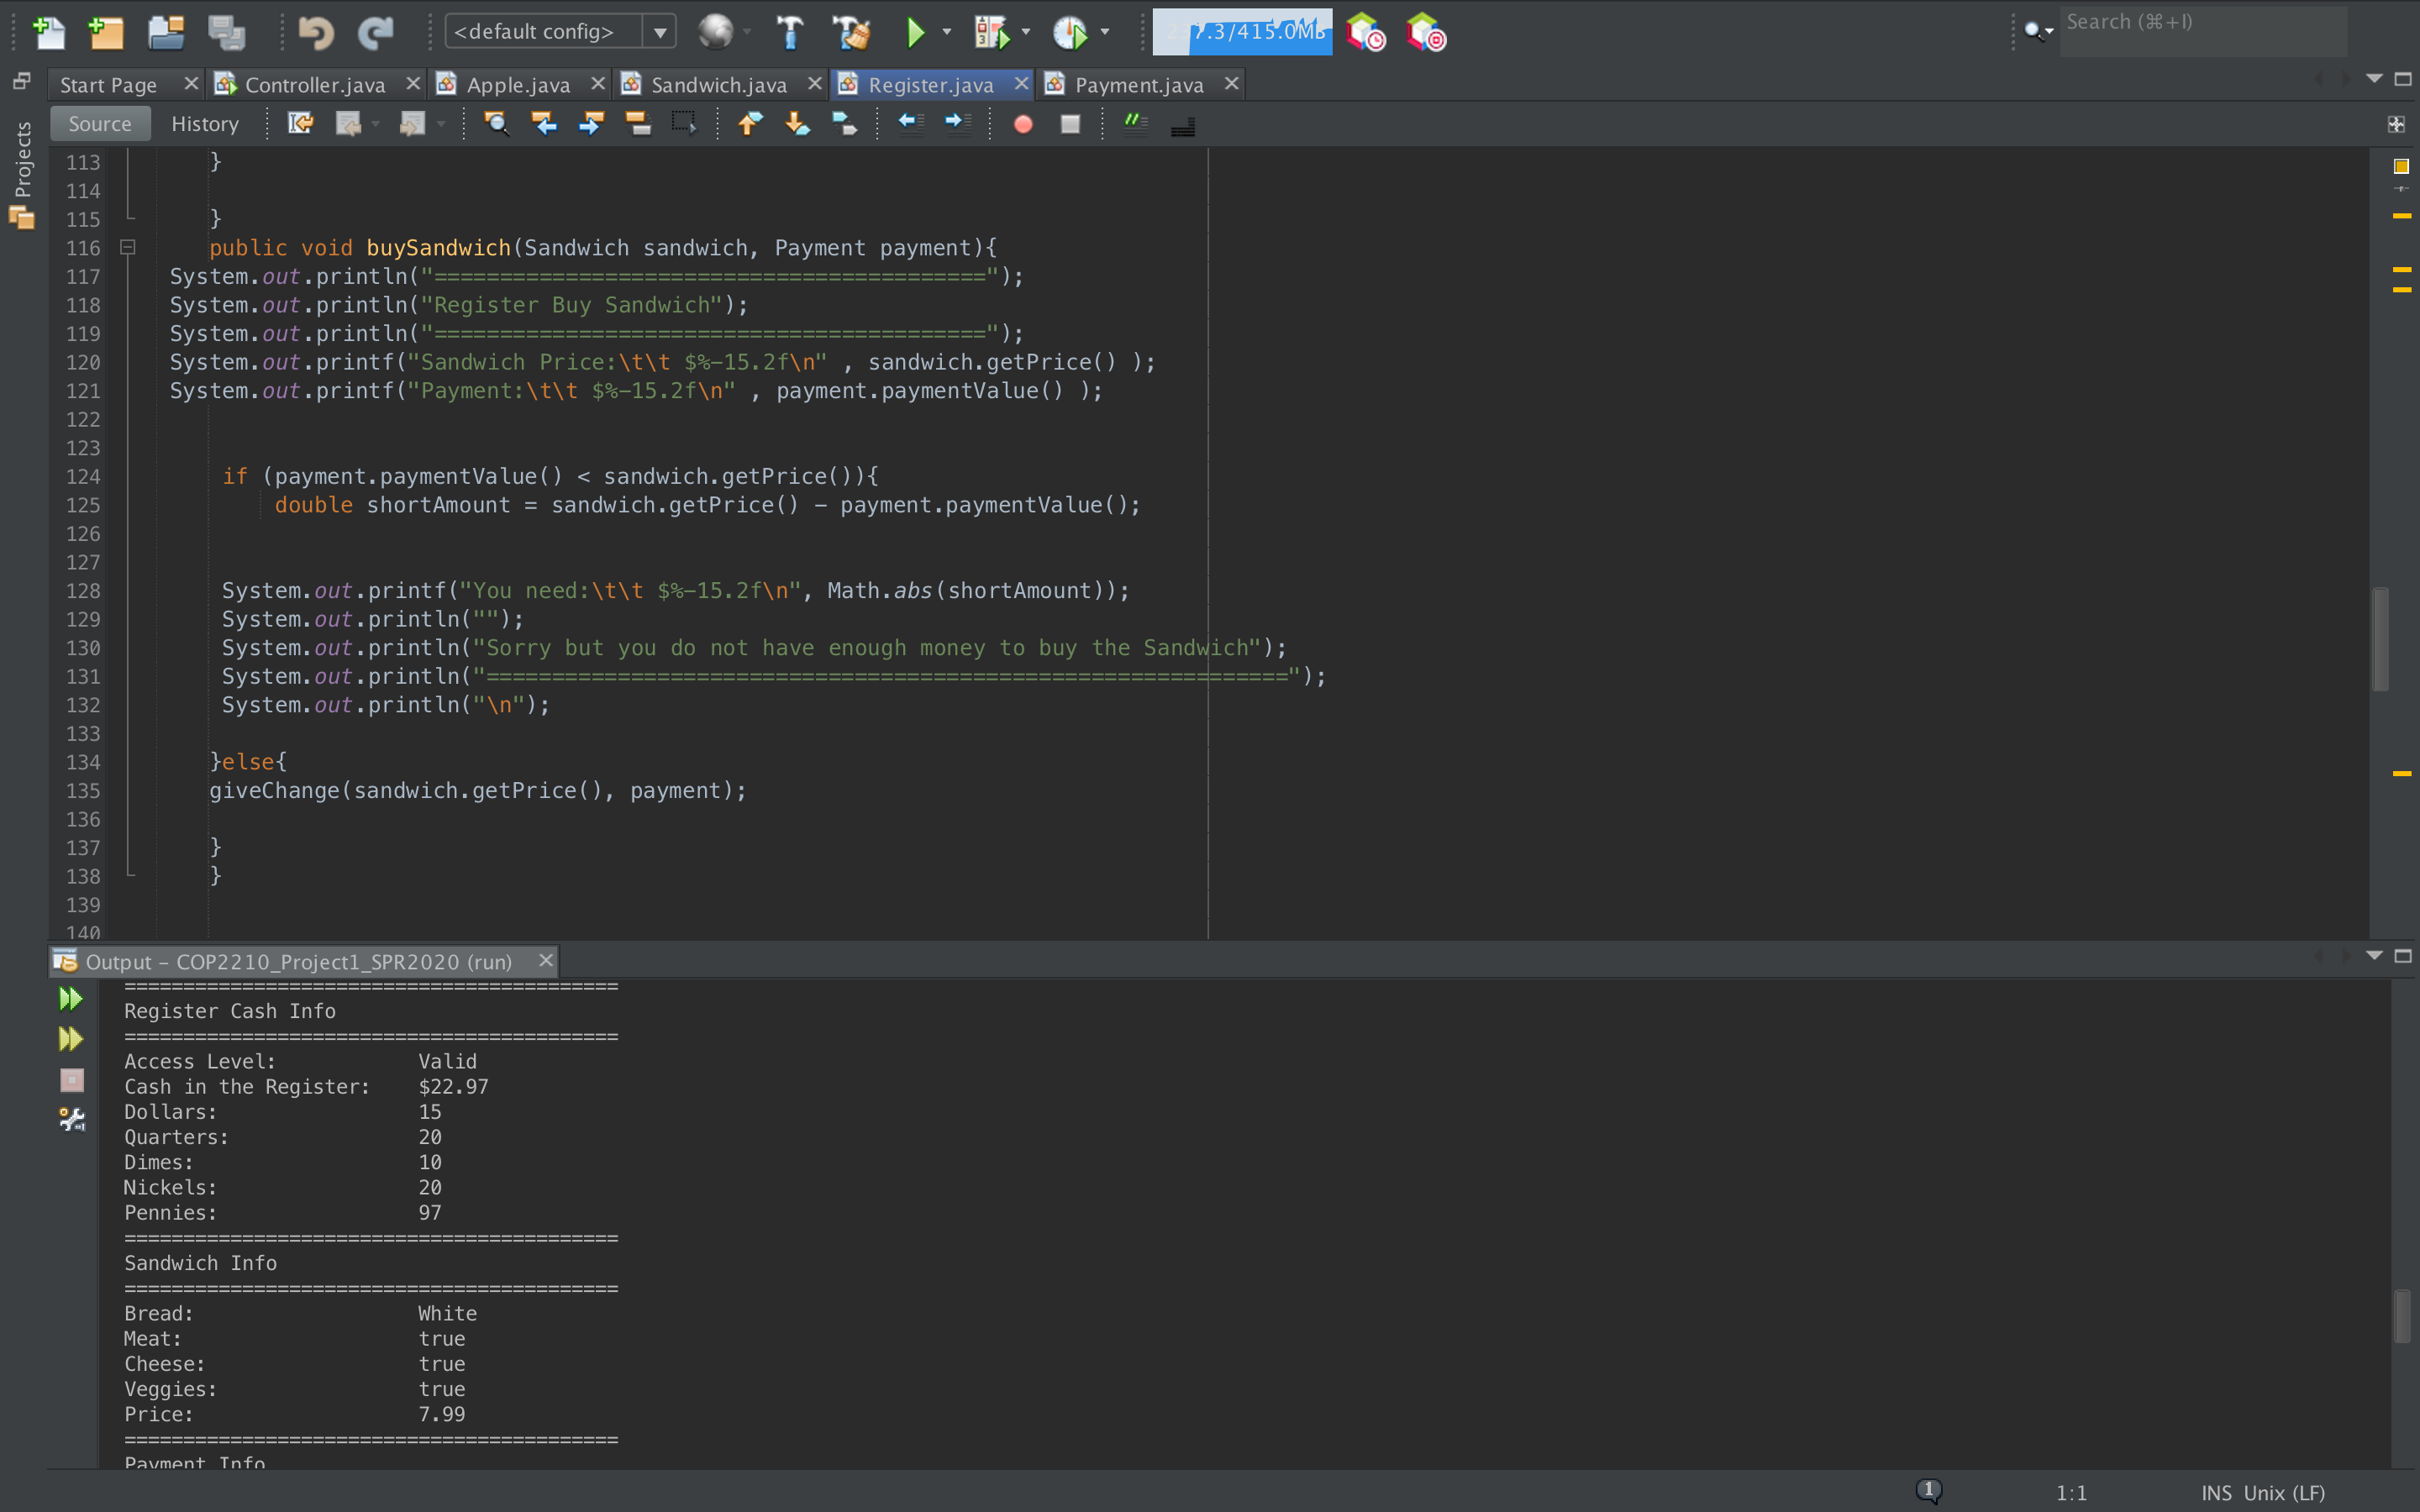 <default config>
237.3/415.0MB
Search (⌘+I)
Start Page
Controller.java
Apple.java
Sandwich.java
Register.java
Payment.java
Projects
Source
History
113 }
114
115 }
116 public void buySandwich(Sandwich sandwich, Payment payment){
117 System.out.println("==========================================");
118 System.out.println("Register Buy Sandwich");
119 System.out.println("==========================================");
120 System.out.printf("Sandwich Price:\t\t $%-15.2f\n" , sandwich.getPrice() );
121 System.out.printf("Payment:\t\t $%-15.2f\n" , payment.paymentValue() );
122
123
124 if (payment.paymentValue() < sandwich.getPrice()){
125 double shortAmount = sandwich.getPrice() - payment.paymentValue();
126
127
128 System.out.printf("You need:\t\t $%-15.2f\n", Math.abs(shortAmount));
129 System.out.println("");
130 System.out.println("Sorry but you do not have enough money to buy the Sandwich");
131 System.out.println("=============================================================");
132 System.out.println("\n");
133
134 }else{
135 giveChange(sandwich.getPrice(), payment);
136
137 }
138 }
139
140
Output - COP2210_Project1_SPR2020 (run)
==========================================
Register Cash Info
==========================================
Access Level: Valid
Cash in the Register: $22.97
Dollars: 15
Quarters: 20
Dimes: 10
Nickels: 20
Pennies: 97
==========================================
Sandwich Info
==========================================
Bread: White
Meat: true
Cheese: true
Veggies: true
Price: 7.99
==========================================
Payment Info
1
1:1
INS Unix (LF)